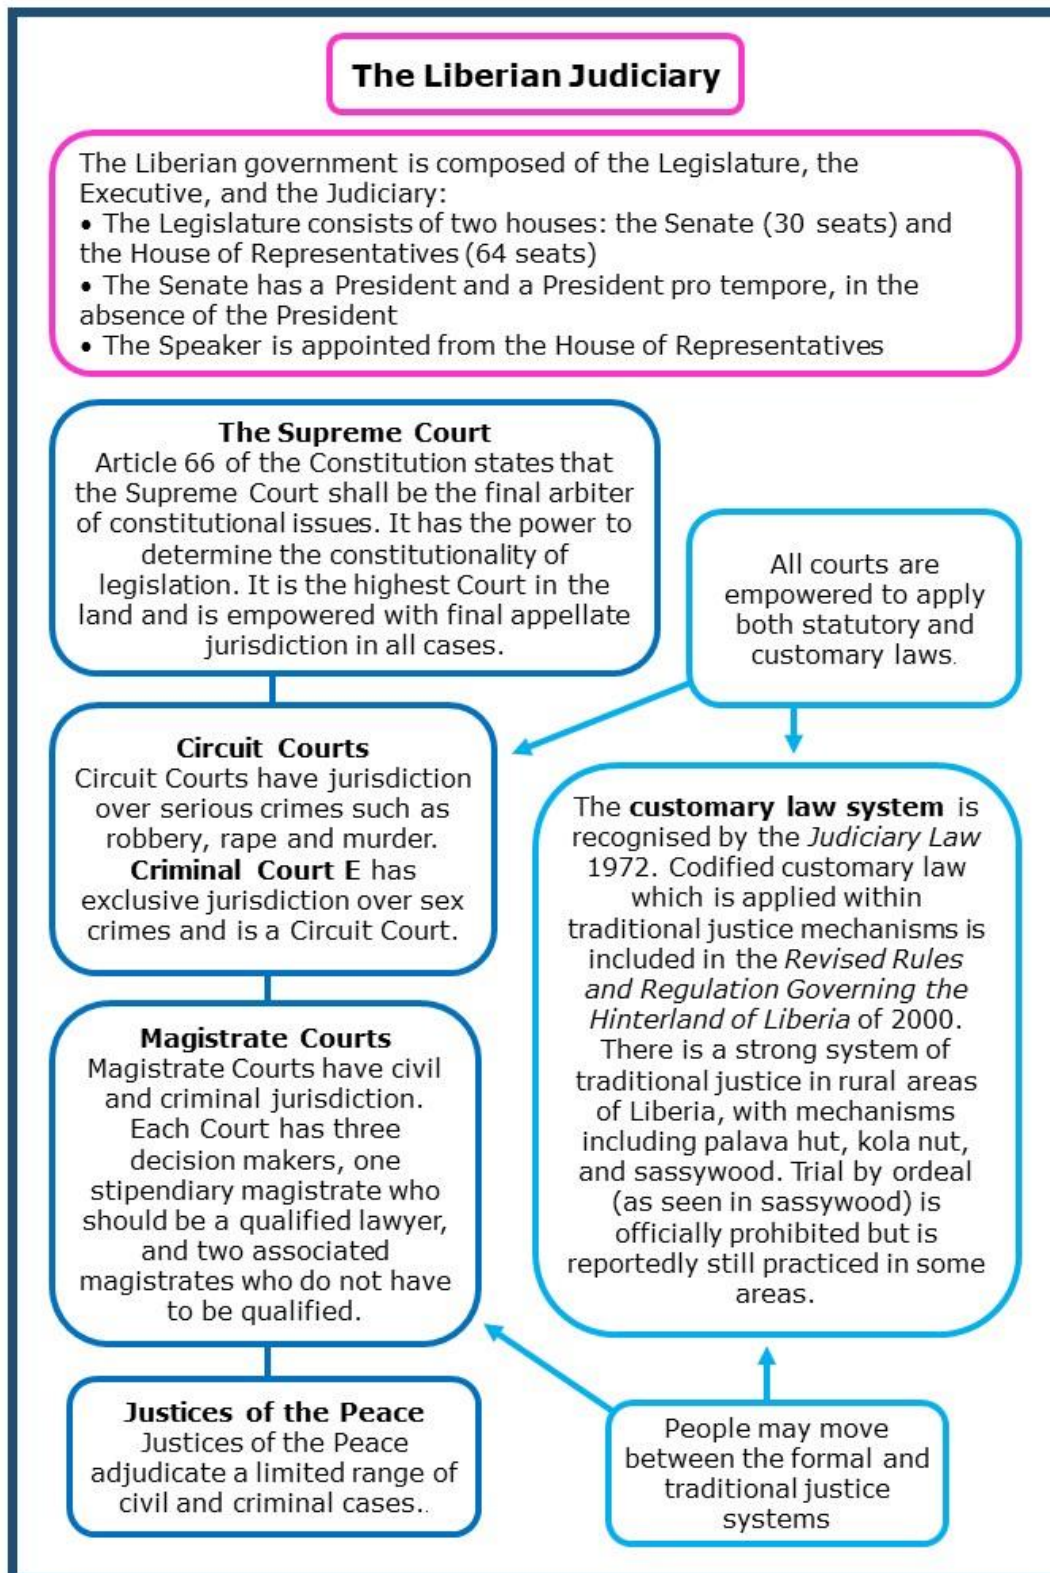 The Liberian Judiciary
The Liberian government is composed of the Legislature, the
Executive, and the Judiciary:
• The Legislature consists of two houses: the Senate (30 seats) and
the House of Representatives (64 seats)
• The Senate has a President and a President pro tempore, in the
absence of the President
• The Speaker is appointed from the House of Representatives
The Supreme Court
Article 66 of the Constitution states that
the Supreme Court shall be the final arbiter
of constitutional issues. It has the power to
determine the constitutionality of
legislation. It is the highest Court in the
land and is empowered with final appellate
jurisdiction in all cases.
All courts are
empowered to apply
both statutory and
customary laws.
Circuit Courts
Circuit Courts have jurisdiction
over serious crimes such as
robbery, rape and murder.
Criminal Court E has
exclusive jurisdiction over sex
crimes and is a Circuit Court.
The customary law system is
recognised by the Judiciary Law
1972. Codified customary law
which is applied within
traditional justice mechanisms is
included in the Revised Rules
and Regulation Governing the
Hinterland of Liberia of 2000.
There is a strong system of
traditional justice in rural areas
of Liberia, with mechanisms
including palava hut, kola nut,
and sassywood. Trial by ordeal
(as seen in sassywood) is
officially prohibited but is
reportedly still practiced in some
areas.
Magistrate Courts
Magistrate Courts have civil
and criminal jurisdiction.
Each Court has three
decision makers, one
stipendiary magistrate who
should be a qualified lawyer,
and two associated
magistrates who do not have
to be qualified.
Justices of the Peace
Justices of the Peace
adjudicate a limited range of
civil and criminal cases..
People may move
between the formal and
traditional justice
systems